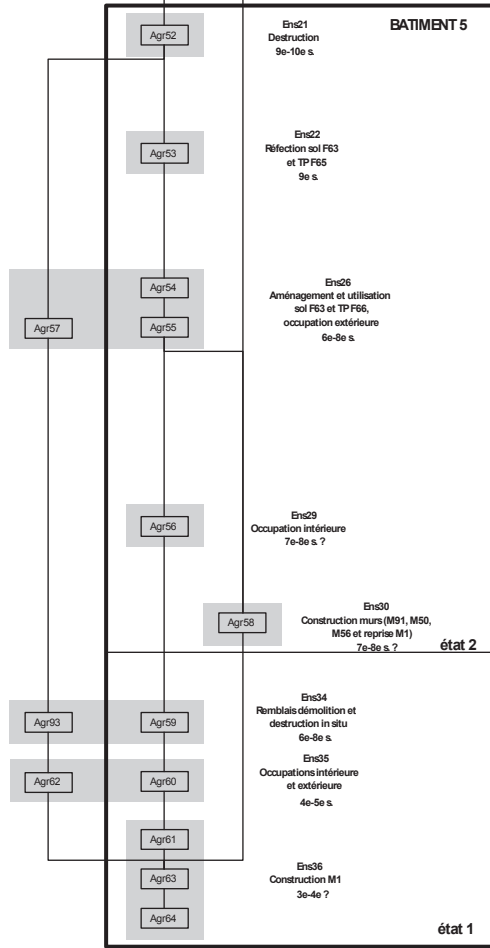 BATIMENT 5
Agr52
Ens21
Destruction
9e-10e s.
Agr53
Ens22
Réfection sol F63
et TP F65
9e s.
Agr54
Agr55
Agr57
Ens26
Aménagement et utilisation
sol F63 et TP F66,
occupation extérieure
6e-8e s.
Agr56
Ens29
Occupation intérieure
7e-8e s. ?
Agr58
Ens30
Construction murs (M91, M50,
M56 et reprise M1)
7e-8e s. ?
état 2
Agr93
Agr59
Ens34
Remblais démolition et
destruction in situ
6e-8e s.
Agr62
Agr60
Ens35
Occupations intérieure
et extérieure
4e-5e s.
Agr61
Agr63
Agr64
Ens36
Construction M1
3e-4e ?
état 1